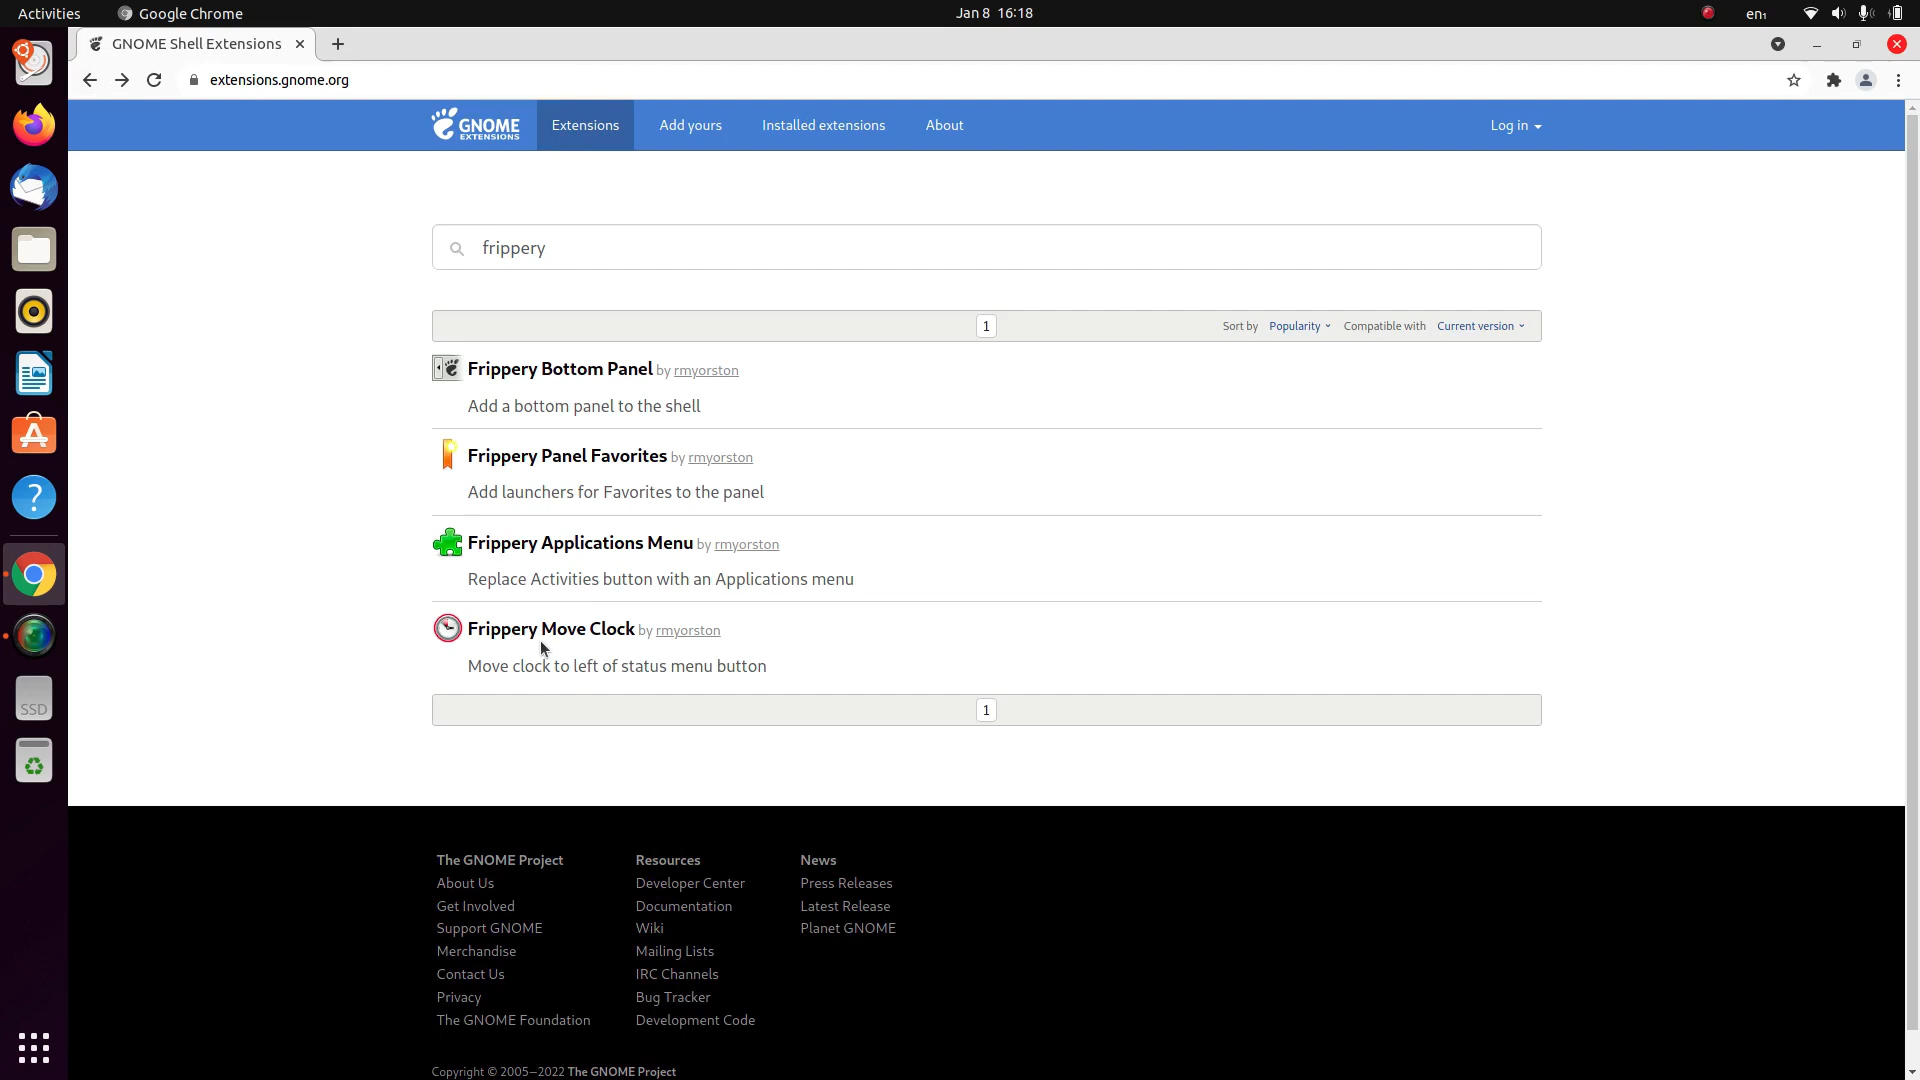 Activities
Google Chrome
Jan 8 16:18
en₁
GNOME Shell Extensions
extensions.gnome.org
GNOME
EXTENSIONS
Extensions
Add yours
Installed extensions
About
Log in
frippery
1
Sort by Popularity
Compatible with Current version
Frippery Bottom Panel by rmyorston
Add a bottom panel to the shell
Frippery Panel Favorites by rmyorston
Add launchers for Favorites to the panel
Frippery Applications Menu by rmyorston
Replace Activities button with an Applications menu
Frippery Move Clock by rmyorston
Move clock to left of status menu button
1
SSD
The GNOME Project
About Us
Get Involved
Support GNOME
Merchandise
Contact Us
Privacy
The GNOME Foundation
Resources
Developer Center
Documentation
Wiki
Mailing Lists
IRC Channels
Bug Tracker
Development Code
News
Press Releases
Latest Release
Planet GNOME
Copyright © 2005—2022 The GNOME Project